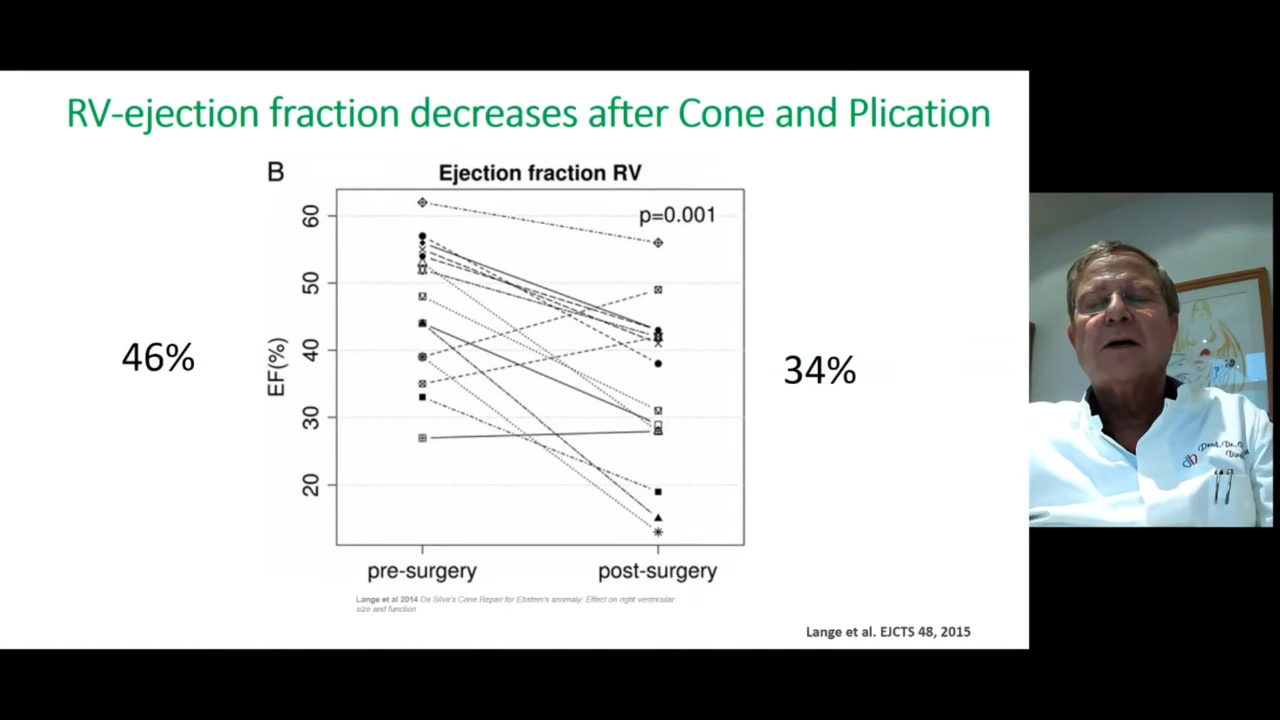 RV-ejection fraction decreases after Cone and Plication
B
Ejection fraction RV
p=0.001
60
50
40
30
20
EF(%)
46%
34%
pre-surgery
post-surgery
Lange et al 2014 Da Silva's Cone Repair for Ebstein's anomaly: Effect on right ventricular
size and function
Lange et al. EJCTS 48, 2015